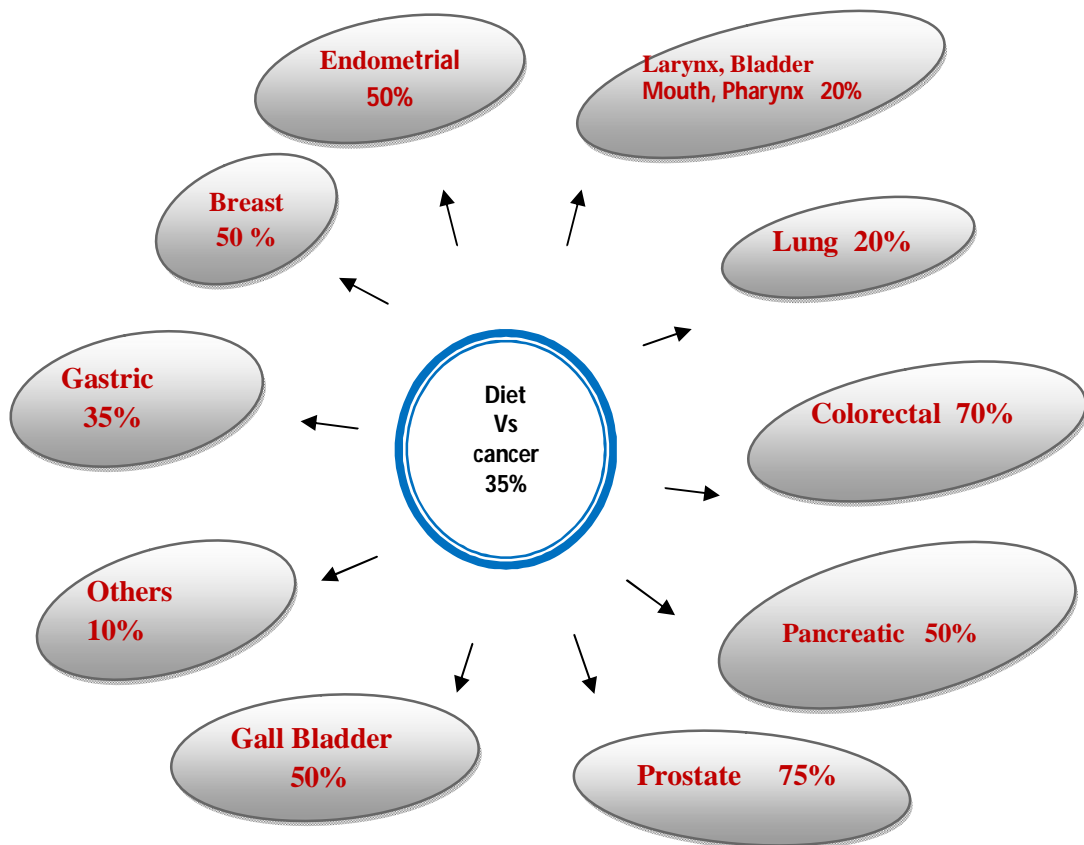 Endometrial
50%
Larynx, Bladder
Mouth, Pharynx 20%
Breast
50 %
Lung 20%
Gastric
35%
Diet
Vs
cancer
35%
Colorectal 70%
Others
10%
Pancreatic 50%
Gall Bladder
50%
Prostate 75%